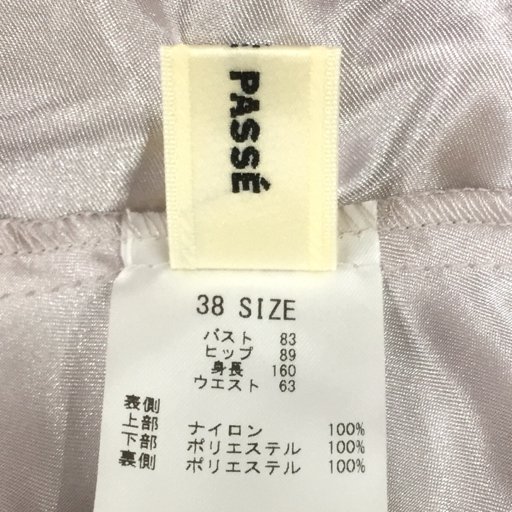 PASSÉ
38 SIZE
バスト 83
ヒップ 89
身長 160
ウエスト 63
表側
上部 ナイロン 100%
下部 ポリエステル 100%
裏側 ポリエステル 100%